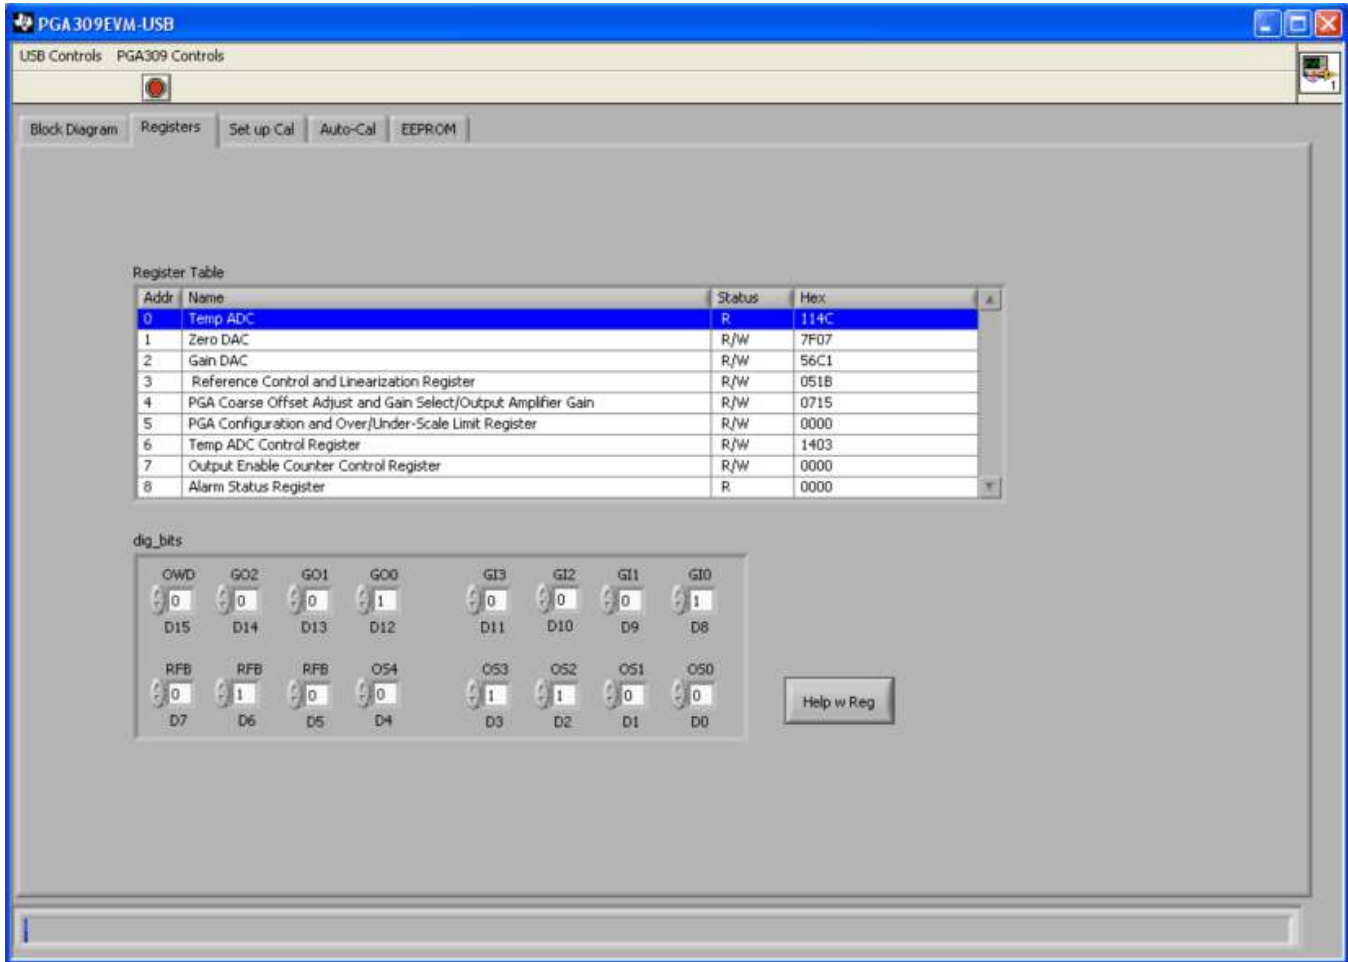 PGA309EVM-USB
USB Controls PGA309 Controls
1
Block Diagram Registers Set up Cal Auto-Cal EEPROM
Register Table
Addr Name Status Hex
0 Temp ADC R 114C
1 Zero DAC R/W 7F07
2 Gain DAC R/W 56C1
3 Reference Control and Linearization Register R/W 051B
4 PGA Coarse Offset Adjust and Gain Select/Output Amplifier Gain R/W 0715
5 PGA Configuration and Over/Under-Scale Limit Register R/W 0000
6 Temp ADC Control Register R/W 1403
7 Output Enable Counter Control Register R/W 0000
8 Alarm Status Register R 0000
dig_bits
OWD GO2 GO1 GO0 GI3 GI2 GI1 GI0
0 0 0 1 0 0 0 1
D15 D14 D13 D12 D11 D10 D9 D8
RFB RFB RFB OS4 OS3 OS2 OS1 OS0
0 1 0 0 1 1 0 0
D7 D6 D5 D4 D3 D2 D1 D0
Help w Reg